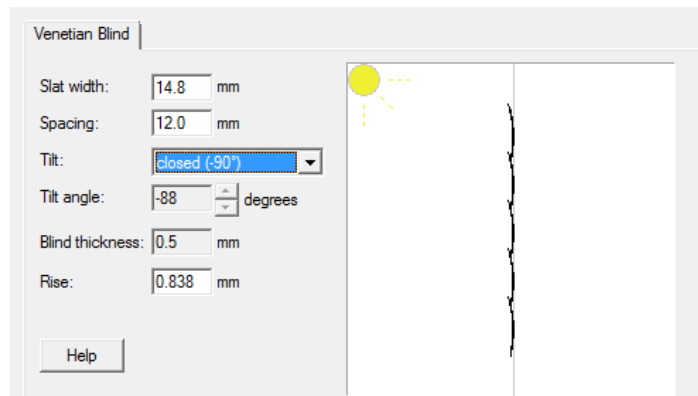 Venetian Blind
Slat width: 14.8 mm
Spacing: 12.0 mm
Tilt: closed (-90°)
Tilt angle: -88 degrees
Blind thickness: 0.5 mm
Rise: 0.838 mm
Help